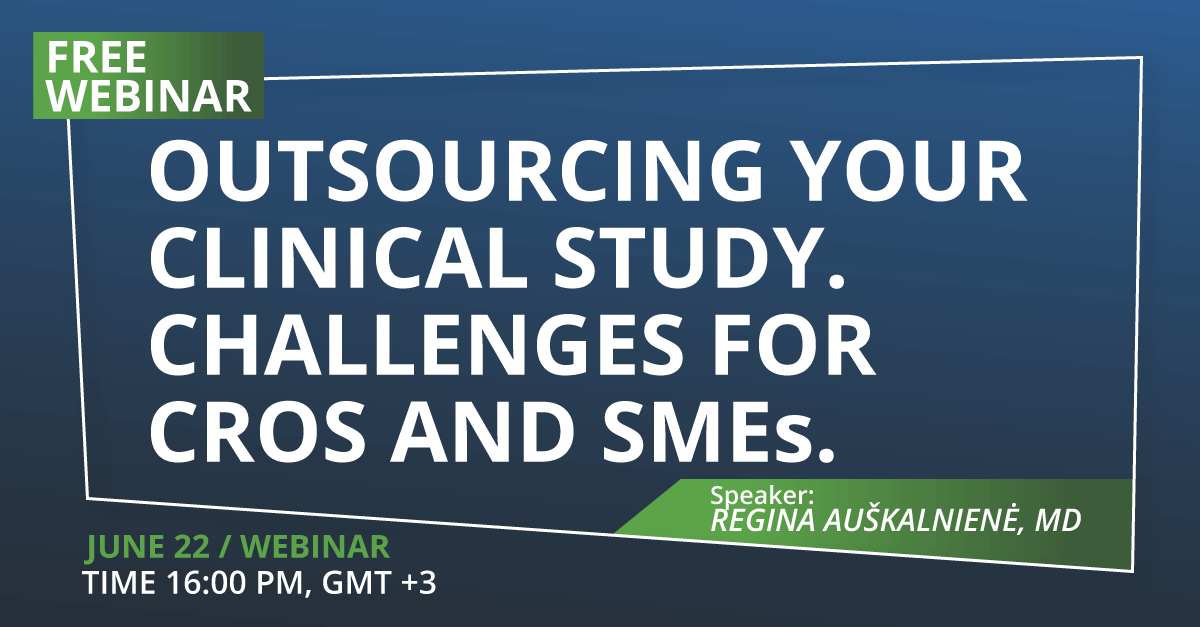 FREE
WEBINAR
OUTSOURCING YOUR
CLINICAL STUDY.
CHALLENGES FOR
CROS AND SMEs.
Speaker:
REGINA AUŠKALNIENĖ, MD
JUNE 22 / WEBINAR
TIME 16:00 PM, GMT +3